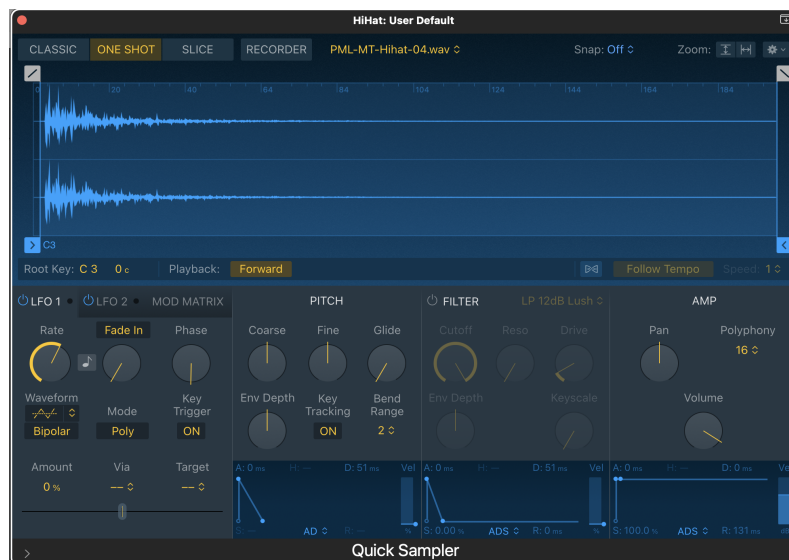 HiHat: User Default
CLASSIC ONE SHOT SLICE RECORDER PML-MT-Hihat-04.wav Snap: Off Zoom:
0 20 40 64 84 104 124 144 164 184
C3
Root Key: C 3 0 c Playback: Forward Follow Tempo Speed: 1
LFO 1 LFO 2 MOD MATRIX PITCH FILTER LP 12dB Lush AMP
Rate Fade In Phase Coarse Fine Glide Cutoff Reso Drive Pan Polyphony
16
Waveform Mode Key Trigger Env Depth Key Tracking Bend Range Env Depth Keyscale Volume
Bipolar Poly ON ON 2
Amount Via Target A: 0 ms H: — D: 51 ms Vel A: 0 ms H: — D: 51 ms Vel A: 0 ms H: — D: 0 ms Ve
0 % -- --
S: — AD R: — % S: 0.00 % ADS R: 0 ms % S: 100.0 % ADS R: 131 ms
Quick Sampler